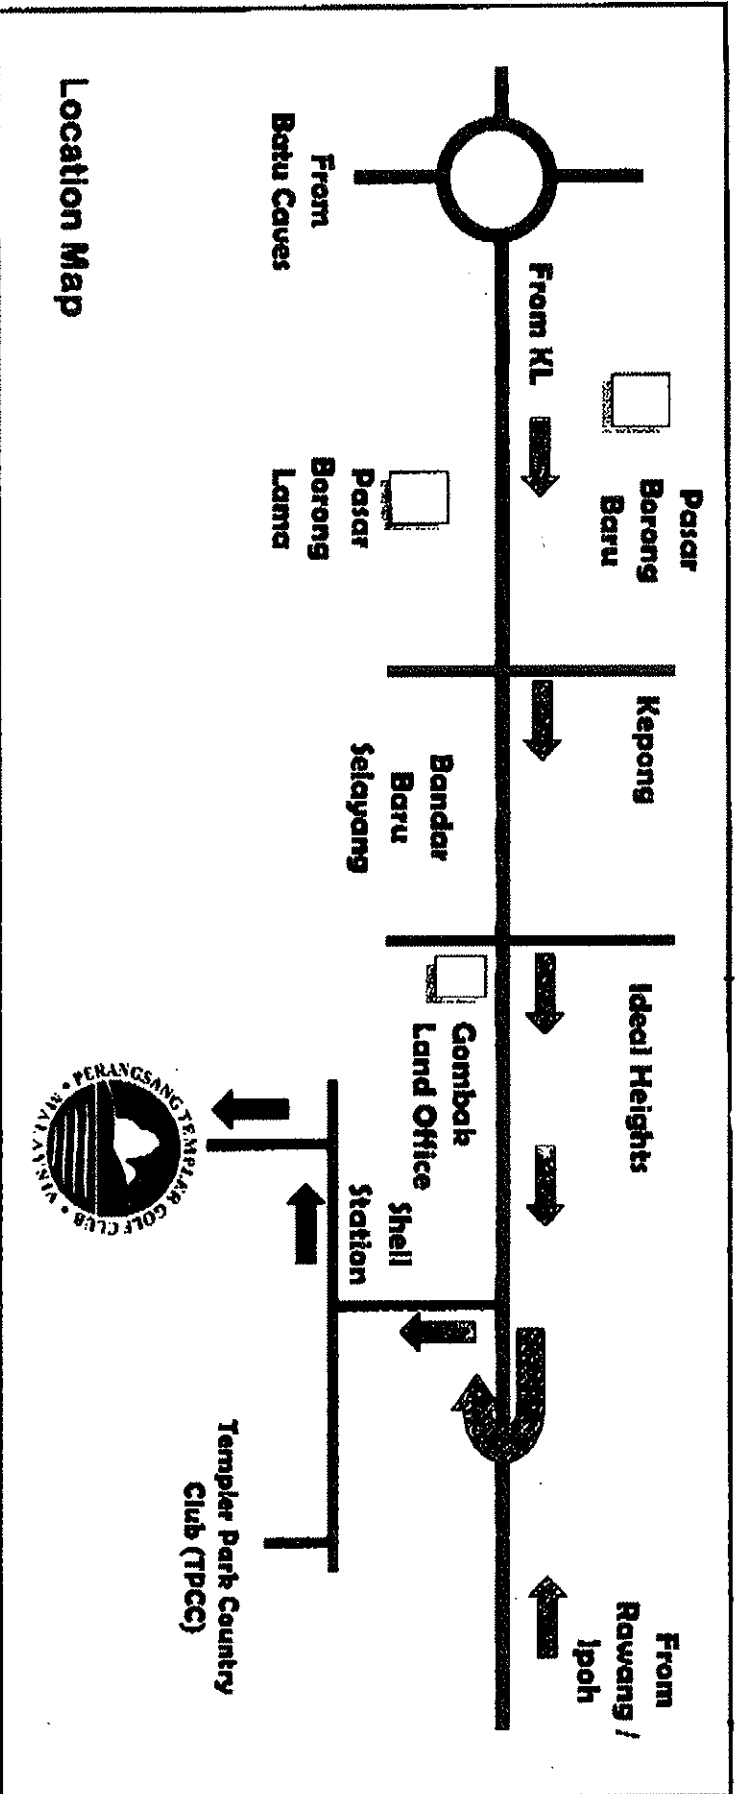 Pasar
Borong
Baru
Kepong
Ideal Heights
From
Rawang /
Ipoh
From KL
From
Batu Caves
Pasar
Borong
Lama
Bandar
Baru
Selayang
Gombak
Land Office
Shell
Station
Templer Park Country
Club (TPCC)
PERANGSANG TEMPLER GOLF CLUB
Location Map